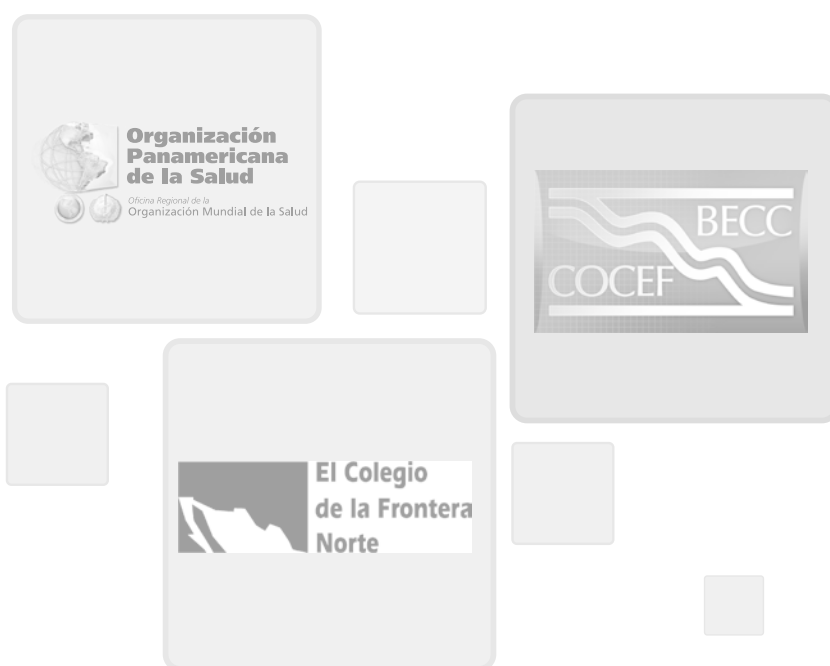 Organización
Panamericana
de la Salud
Oficina Regional de la
Organización Mundial de la Salud
BECC
COCEF
El Colegio
de la Frontera
Norte